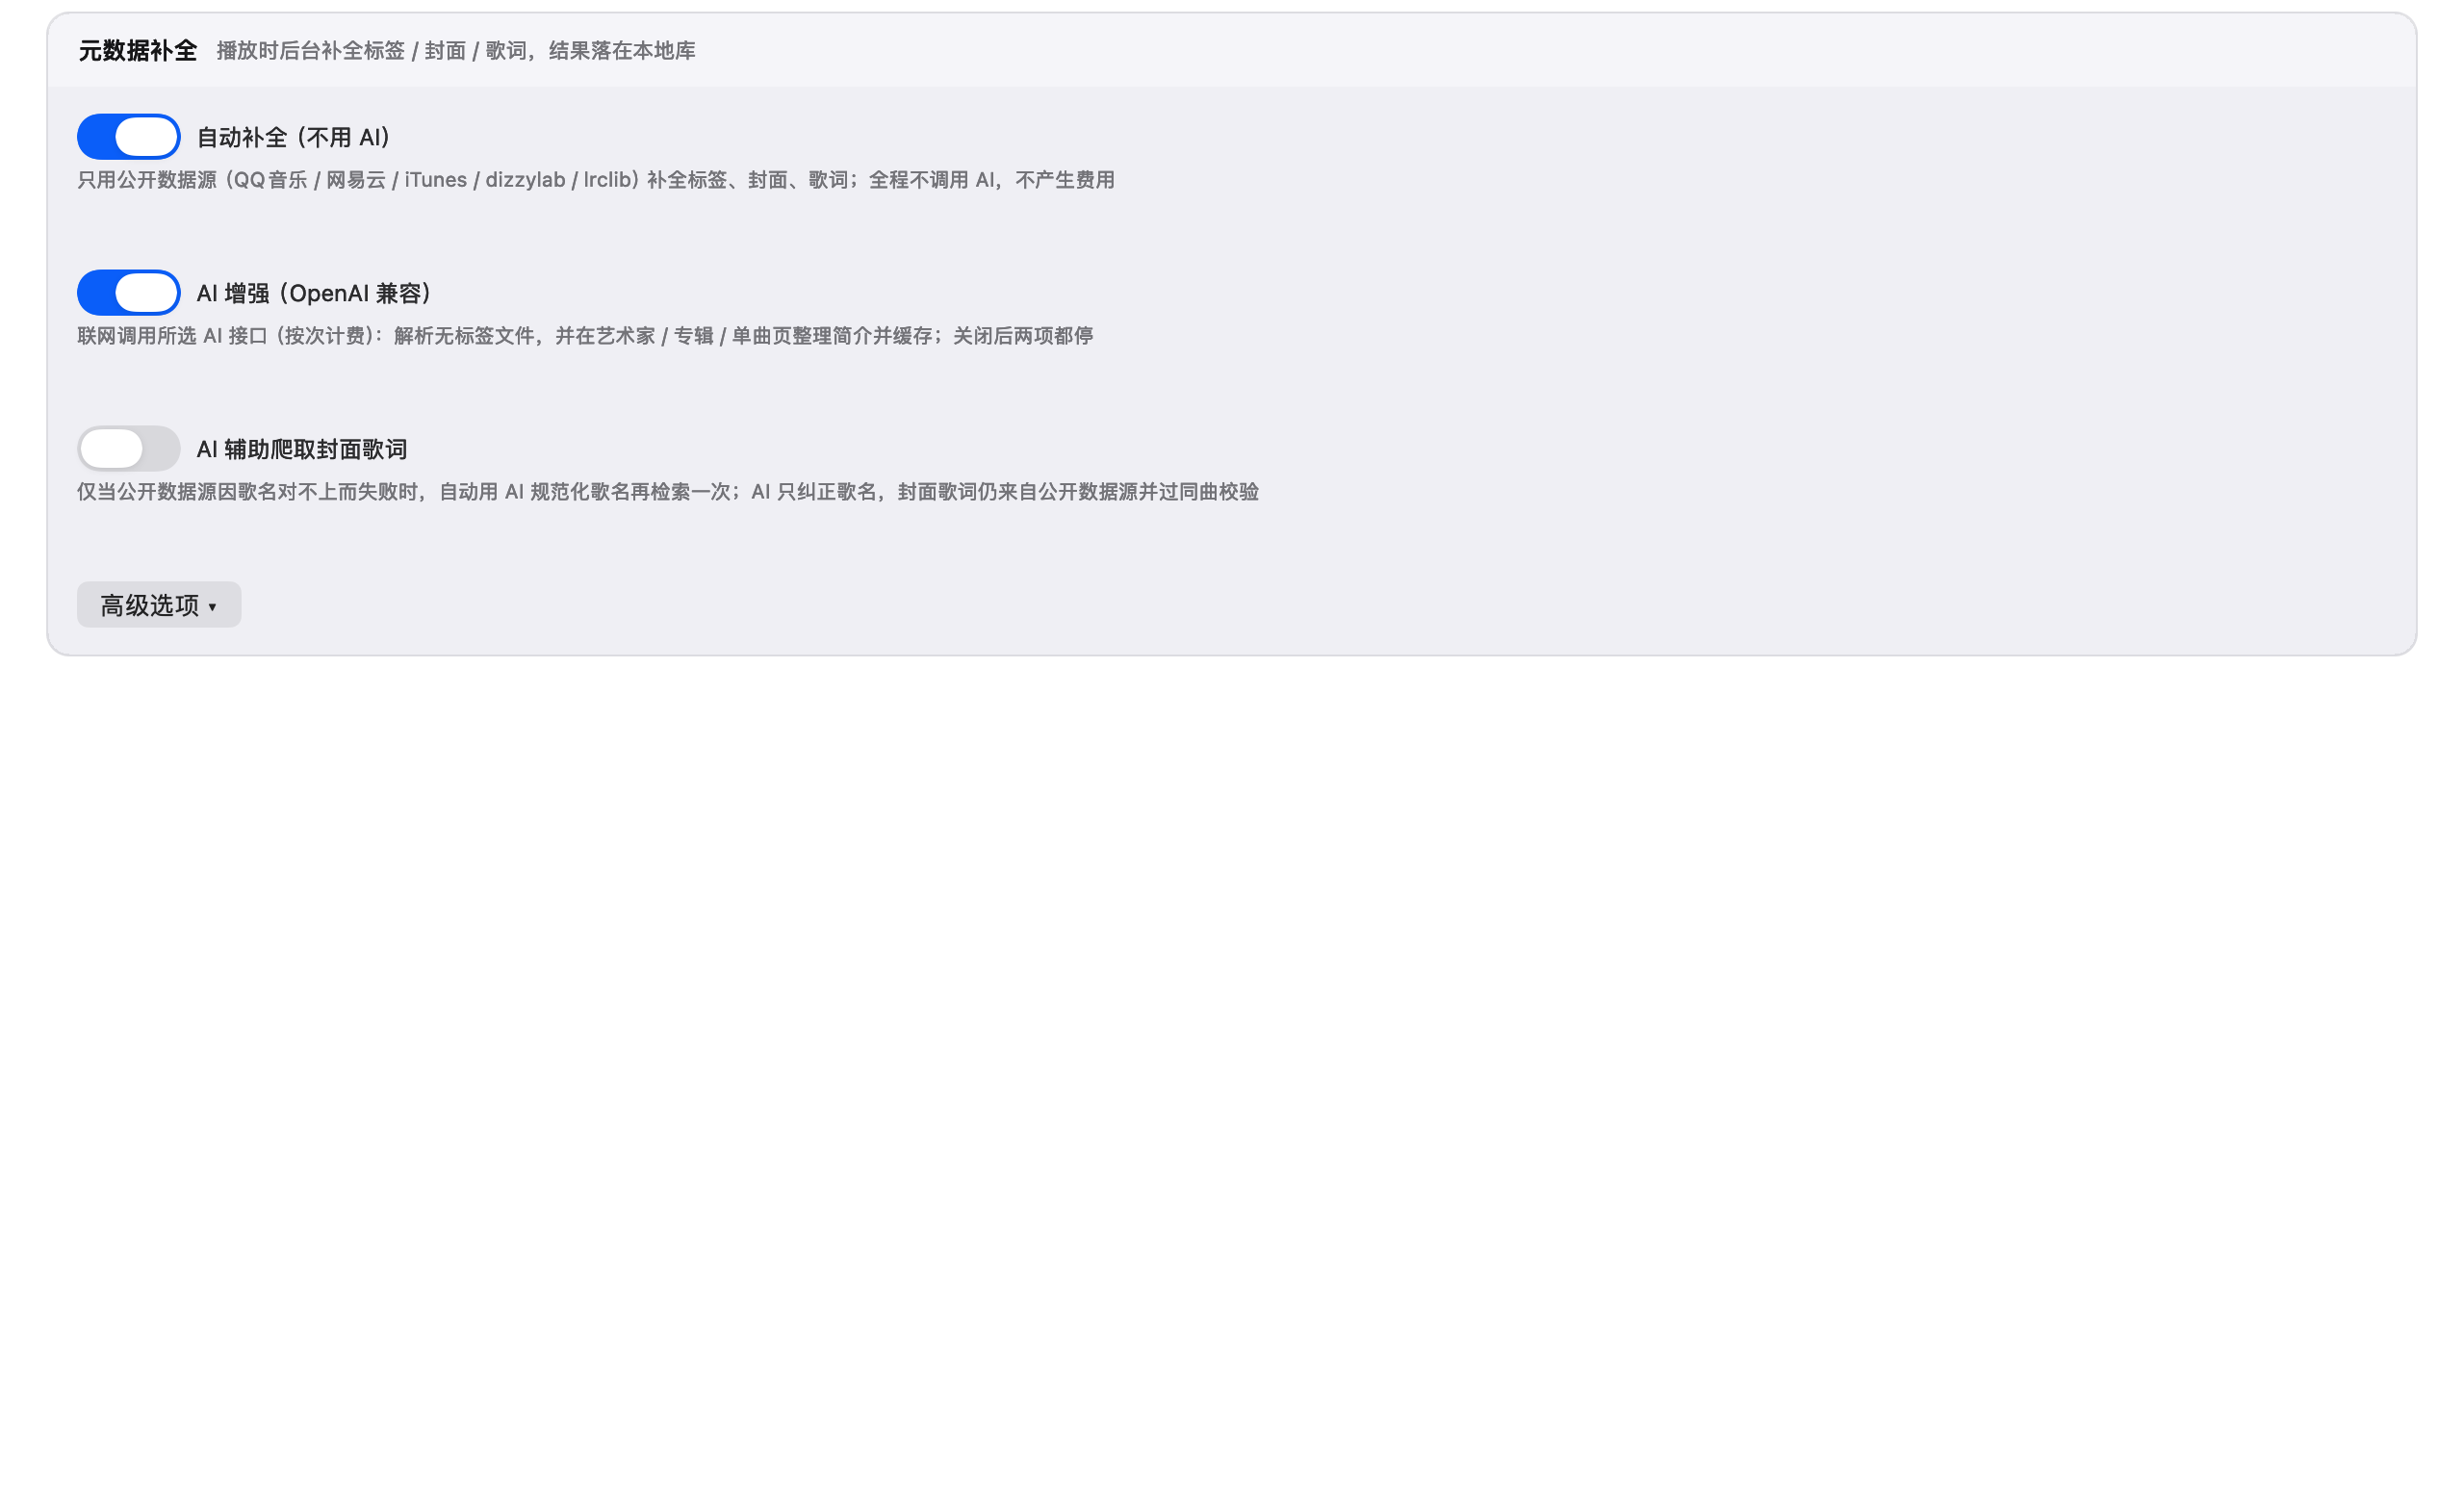 元数据补全 播放时后台补全标签 / 封面 / 歌词，结果落在本地库
自动补全（不用 AI）
只用公开数据源（QQ音乐 / 网易云 / iTunes / dizzylab / lrclib）补全标签、封面、歌词；全程不调用 AI，不产生费用
AI 增强（OpenAI 兼容）
联网调用所选 AI 接口（按次计费）：解析无标签文件，并在艺术家 / 专辑 / 单曲页整理简介并缓存；关闭后两项都停
AI 辅助爬取封面歌词
仅当公开数据源因歌名对不上而失败时，自动用 AI 规范化歌名再检索一次；AI 只纠正歌名，封面歌词仍来自公开数据源并过同曲校验
高级选项 ▾